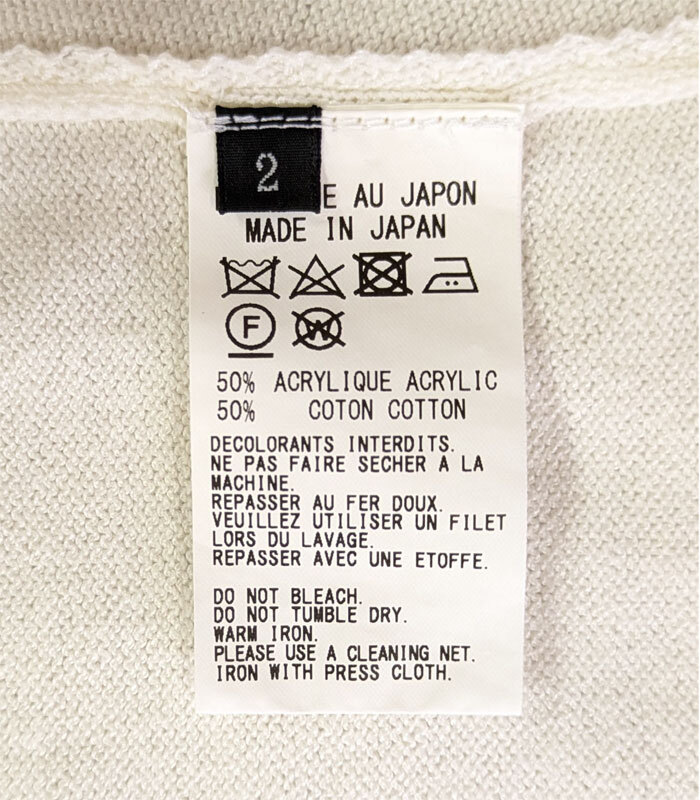 2
E AU JAPON
MADE IN JAPAN
F W
50% ACRYLIQUE ACRYLIC
50% COTON COTTON
DECOLORANTS INTERDITS.
NE PAS FAIRE SECHER A LA
MACHINE.
REPASSER AU FER DOUX.
VEUILLEZ UTILISER UN FILET
LORS DU LAVAGE.
REPASSER AVEC UNE ETOFFE.
DO NOT BLEACH.
DO NOT TUMBLE DRY.
WARM IRON.
PLEASE USE A CLEANING NET.
IRON WITH PRESS CLOTH.